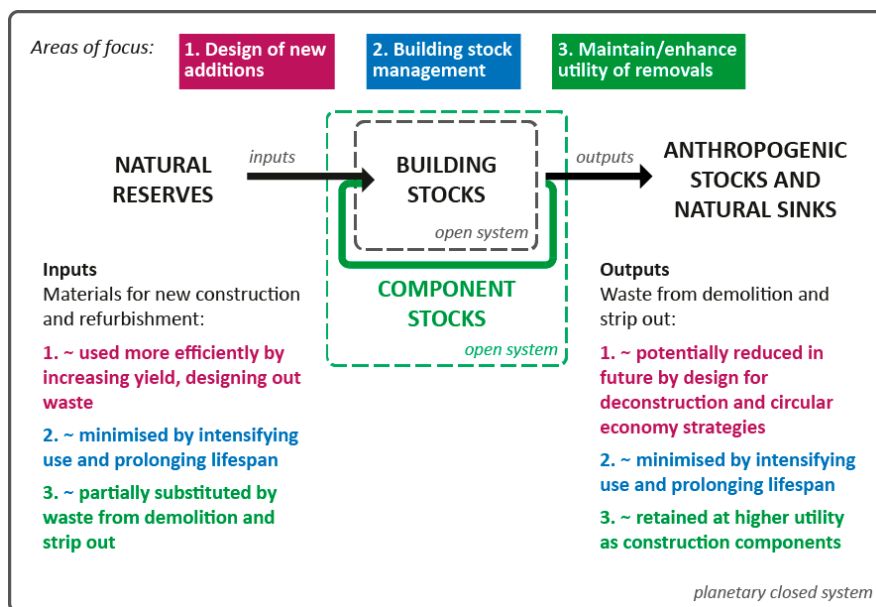 Areas of focus:
1. Design of new
additions
2. Building stock
management
3. Maintain/enhance
utility of removals
NATURAL
RESERVES
inputs
BUILDING
STOCKS
open system
outputs
ANTHROPOGENIC
STOCKS AND
NATURAL SINKS
COMPONENT
STOCKS
open system
Inputs
Materials for new construction
and refurbishment:
1. ~ used more efficiently by
increasing yield, designing out
waste
2. ~ minimised by intensifying
use and prolonging lifespan
3. ~ partially substituted by
waste from demolition and
strip out
Outputs
Waste from demolition and
strip out:
1. ~ potentially reduced in
future by design for
deconstruction and circular
economy strategies
2. ~ minimised by intensifying
use and prolonging lifespan
3. ~ retained at higher utility
as construction components
planetary closed system